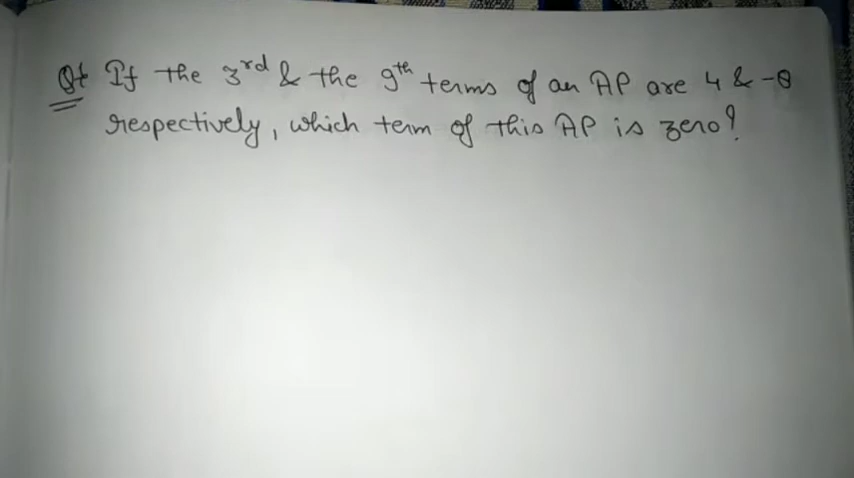 Q† If the 3rd & the 9th terms of an AP are 4 & -8
respectively, which term of this AP is zero?